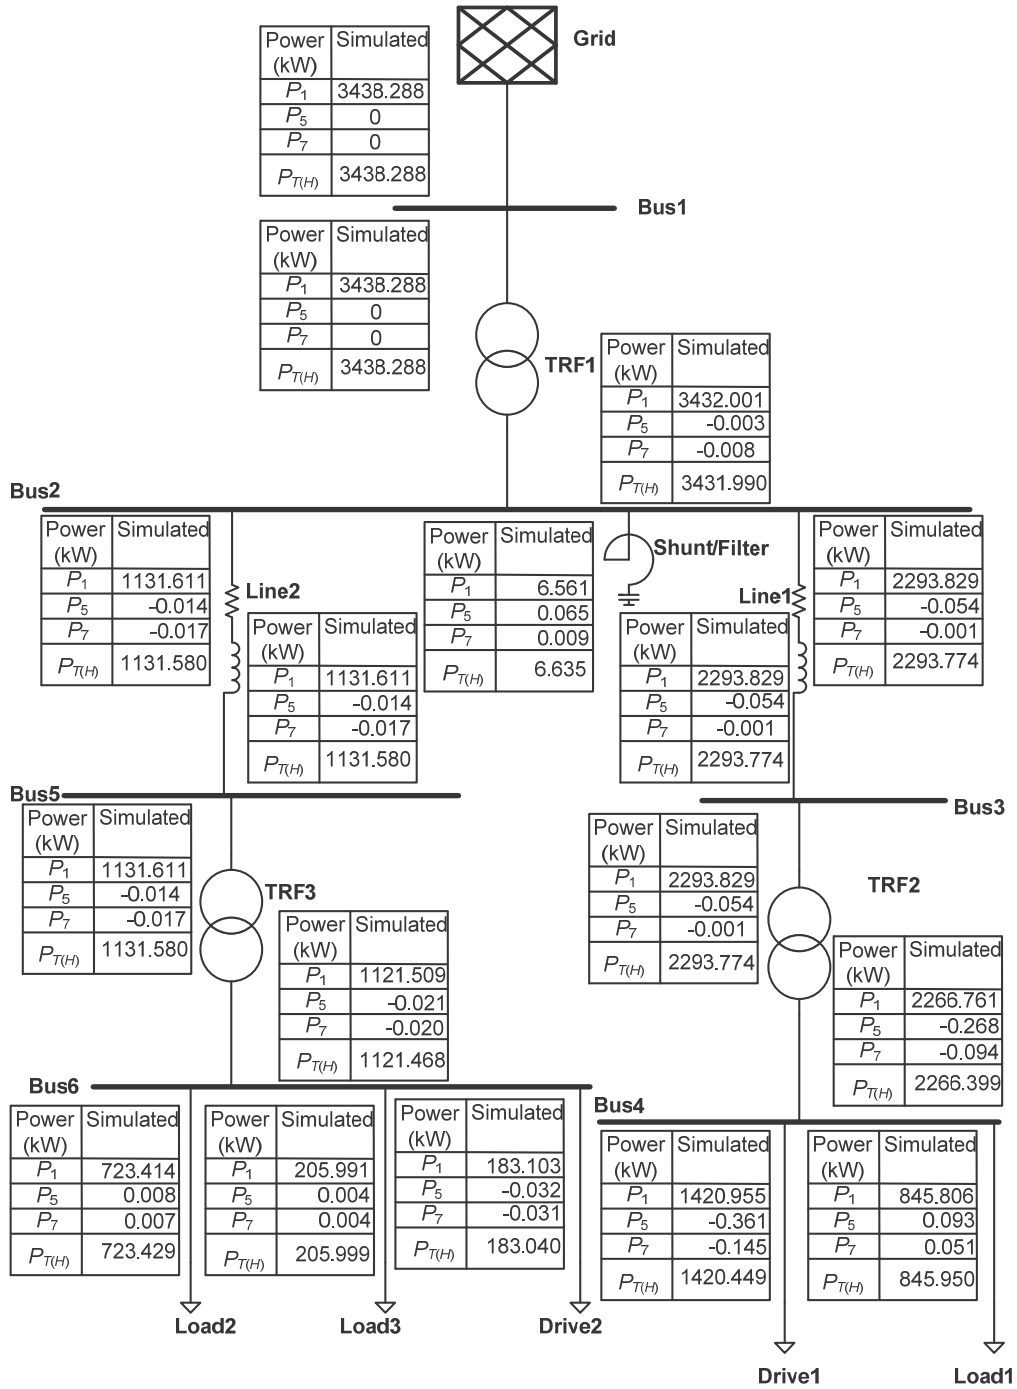 Grid
Power (kW) Simulated
P1 3438.288
P5 0
P7 0
PT(H) 3438.288
Bus1
Power (kW) Simulated
P1 3438.288
P5 0
P7 0
PT(H) 3438.288
TRF1
Power (kW) Simulated
P1 3432.001
P5 -0.003
P7 -0.008
PT(H) 3431.990
Bus2
Power (kW) Simulated
P1 1131.611
P5 -0.014
P7 -0.017
PT(H) 1131.580
Line2
Power (kW) Simulated
P1 1131.611
P5 -0.014
P7 -0.017
PT(H) 1131.580
Power (kW) Simulated
P1 6.561
P5 0.065
P7 0.009
PT(H) 6.635
Shunt/Filter
Line1
Power (kW) Simulated
P1 2293.829
P5 -0.054
P7 -0.001
PT(H) 2293.774
Power (kW) Simulated
P1 2293.829
P5 -0.054
P7 -0.001
PT(H) 2293.774
Bus5
Power (kW) Simulated
P1 1131.611
P5 -0.014
P7 -0.017
PT(H) 1131.580
TRF3
Power (kW) Simulated
P1 1121.509
P5 -0.021
P7 -0.020
PT(H) 1121.468
Bus3
Power (kW) Simulated
P1 2293.829
P5 -0.054
P7 -0.001
PT(H) 2293.774
TRF2
Power (kW) Simulated
P1 2266.761
P5 -0.268
P7 -0.094
PT(H) 2266.399
Bus6
Power (kW) Simulated
P1 723.414
P5 0.008
P7 0.007
PT(H) 723.429
Power (kW) Simulated
P1 205.991
P5 0.004
P7 0.004
PT(H) 205.999
Power (kW) Simulated
P1 183.103
P5 -0.032
P7 -0.031
PT(H) 183.040
Bus4
Power (kW) Simulated
P1 1420.955
P5 -0.361
P7 -0.145
PT(H) 1420.449
Power (kW) Simulated
P1 845.806
P5 0.093
P7 0.051
PT(H) 845.950
Load2
Load3
Drive2
Drive1
Load1